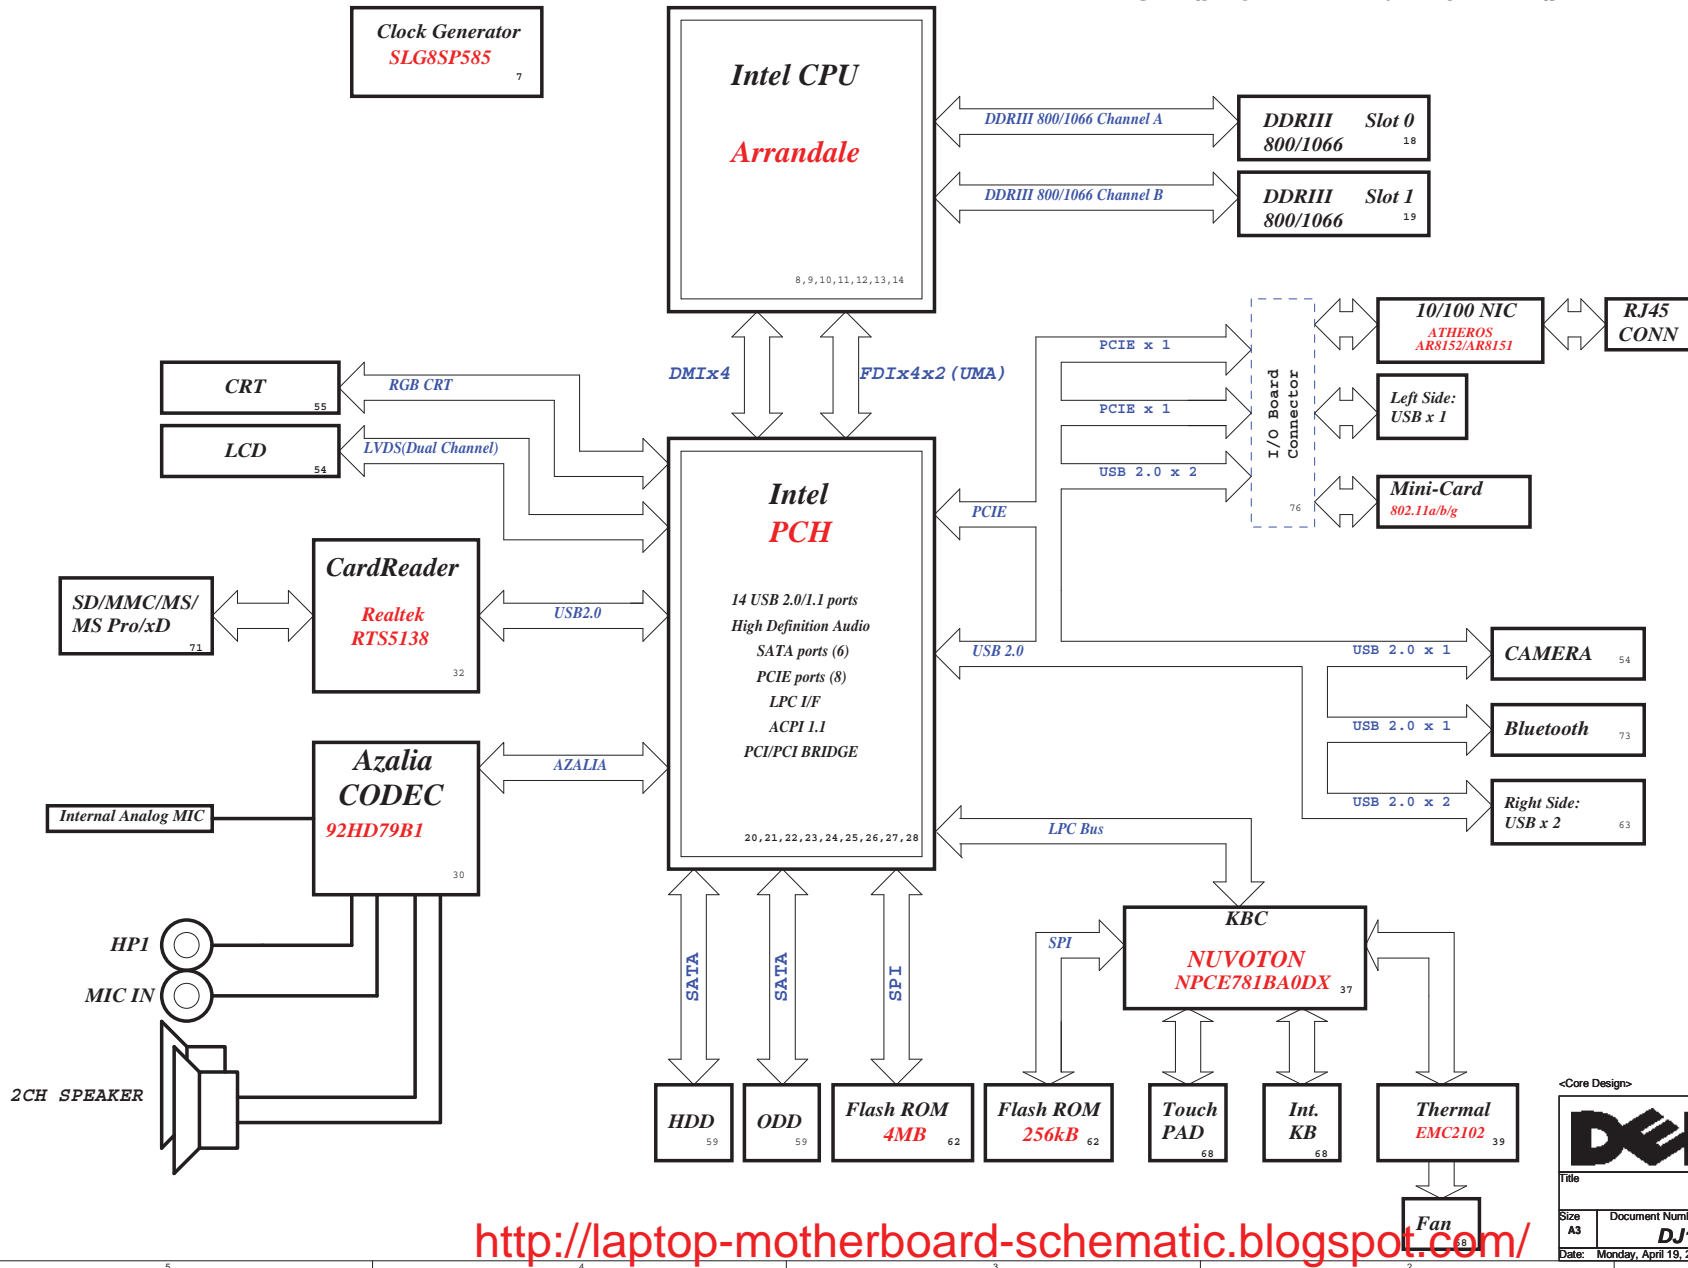 Clock Generator
SLG8SP585
7
Intel CPU
Arrandale
8,9,10,11,12,13,14
DDRIII 800/1066 Channel A
DDRIII Slot 0
800/1066
18
DDRIII 800/1066 Channel B
DDRIII Slot 1
800/1066
19
DMIx4
FDIx4x2 (UMA)
CRT
55
RGB CRT
LCD
54
LVDS(Dual Channel)
PCIE x 1
PCIE x 1
USB 2.0 x 2
I/O Board
Connector
76
10/100 NIC
ATHEROS
AR8152/AR8151
RJ45
CONN
Left Side:
USB x 1
Mini-Card
802.11a/b/g
Intel
PCH
14 USB 2.0/1.1 ports
High Definition Audio
SATA ports (6)
PCIE ports (8)
LPC I/F
ACPI 1.1
PCI/PCI BRIDGE
20,21,22,23,24,25,26,27,28
PCIE
USB 2.0
SD/MMC/MS/
MS Pro/xD
71
CardReader
Realtek
RTS5138
32
USB2.0
USB 2.0 x 1
CAMERA
54
USB 2.0 x 1
Bluetooth
73
USB 2.0 x 2
Right Side:
USB x 2
63
Azalia
CODEC
92HD79B1
30
AZALIA
Internal Analog MIC
LPC Bus
HP1
MIC IN
2CH SPEAKER
SATA
SATA
SPI
SPI
KBC
NUVOTON
NPCE781BA0DX
37
HDD
59
ODD
59
Flash ROM
4MB
62
Flash ROM
256kB
62
Touch
PAD
68
Int.
KB
68
Thermal
EMC2102
39
Fan
58
<Core Design>
DELL
Title
Size
A3
Document Num
DJ1
Date: Monday, April 19, 2
http://laptop-motherboard-schematic.blogspot.com/
5
4
3
2